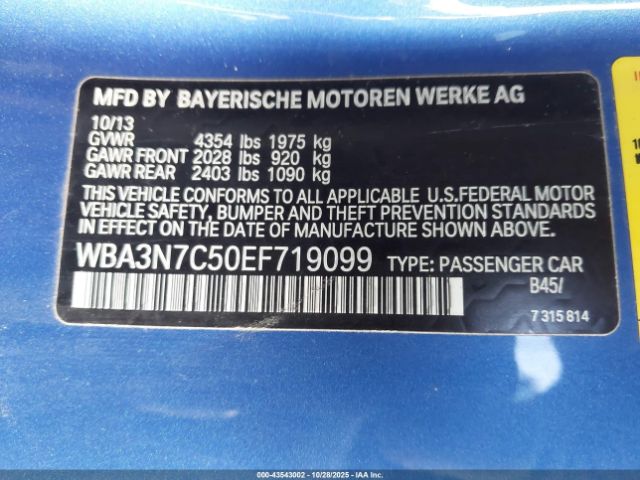 MFD BY BAYERISCHE MOTOREN WERKE AG
10/13
GVWR 4354 lbs 1975 kg
GAWR FRONT 2028 lbs 920 kg
GAWR REAR 2403 lbs 1090 kg
THIS VEHICLE CONFORMS TO ALL APPLICABLE U.S.FEDERAL MOTOR
VEHICLE SAFETY, BUMPER AND THEFT PREVENTION STANDARDS
IN EFFECT ON THE DATE OF MANUFACTURE SHOWN ABOVE.
WBA3N7C50EF719099 TYPE: PASSENGER CAR
B45/
7 315 814
000-43543002 - 10/28/2025 - IAAI.COM